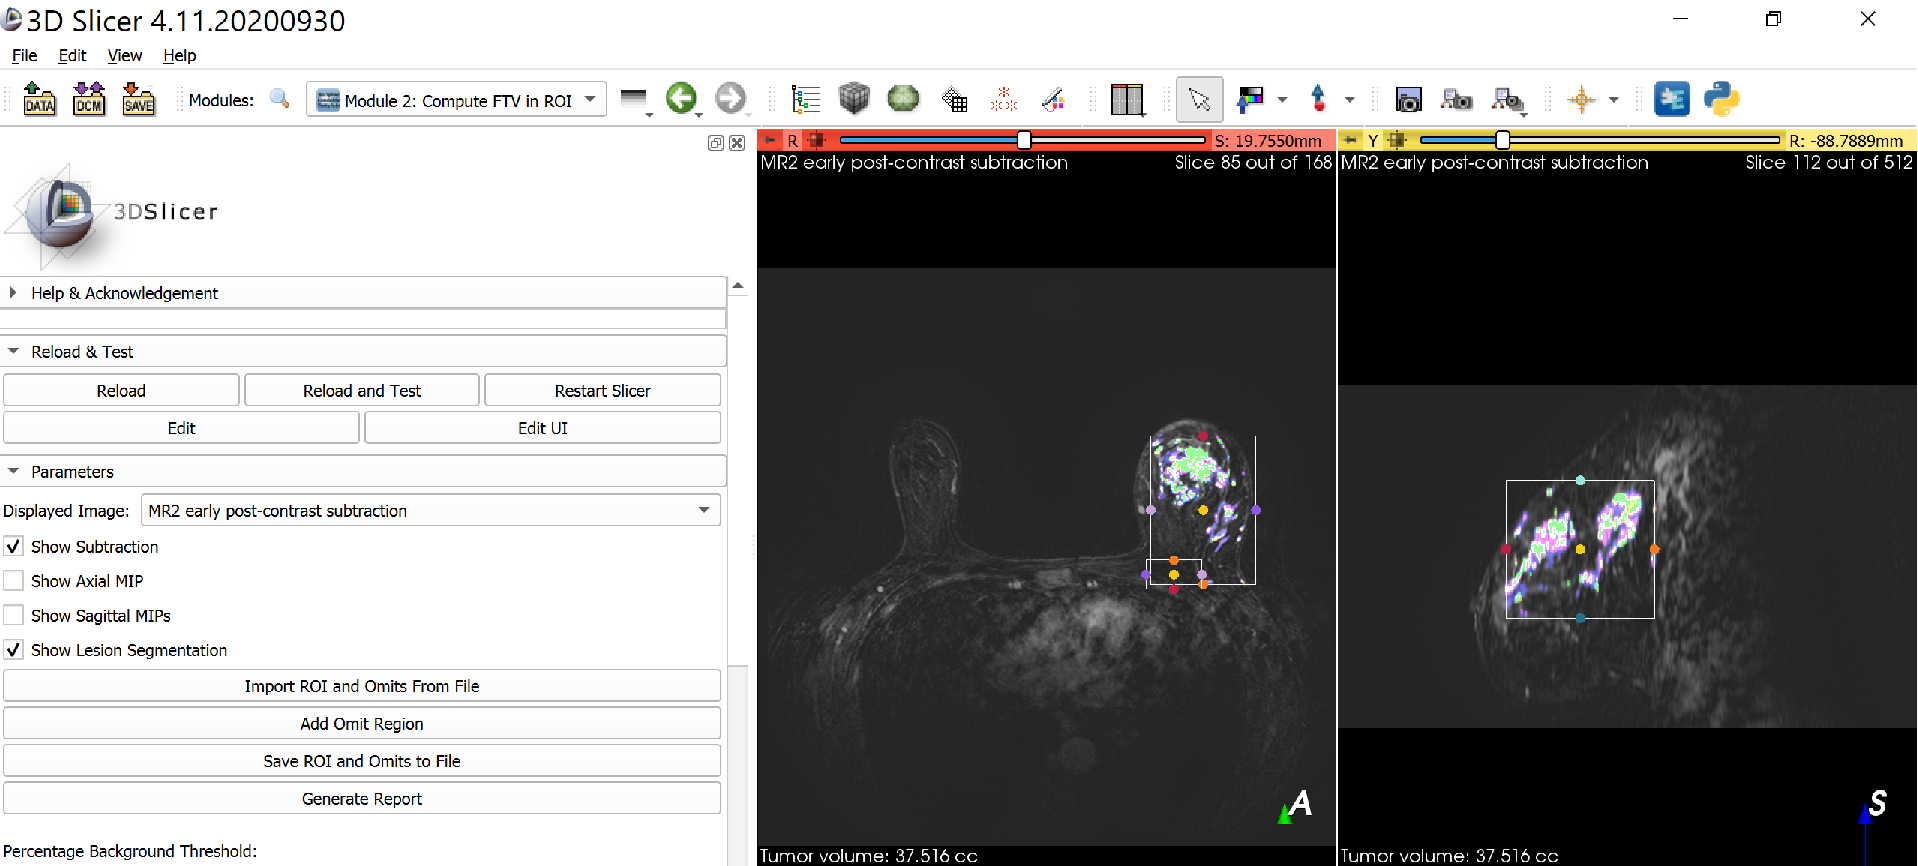 3D Slicer 4.11.20200930
File Edit View Help
DATA DCM SAVE Modules: Module 2: Compute FTV in ROI
R S: 19.7550mm Y R: -88.7889mm
MR2 early post-contrast subtraction Slice 85 out of 168 MR2 early post-contrast subtraction Slice 112 out of 512
3DSlicer
Help & Acknowledgement
Reload & Test
Reload Reload and Test Restart Slicer
Edit Edit UI
Parameters
Displayed Image: MR2 early post-contrast subtraction
Show Subtraction
Show Axial MIP
Show Sagittal MIPs
Show Lesion Segmentation
Import ROI and Omits From File
Add Omit Region
Save ROI and Omits to File
Generate Report
A S
Percentage Background Threshold:
Tumor volume: 37.516 cc Tumor volume: 37.516 cc